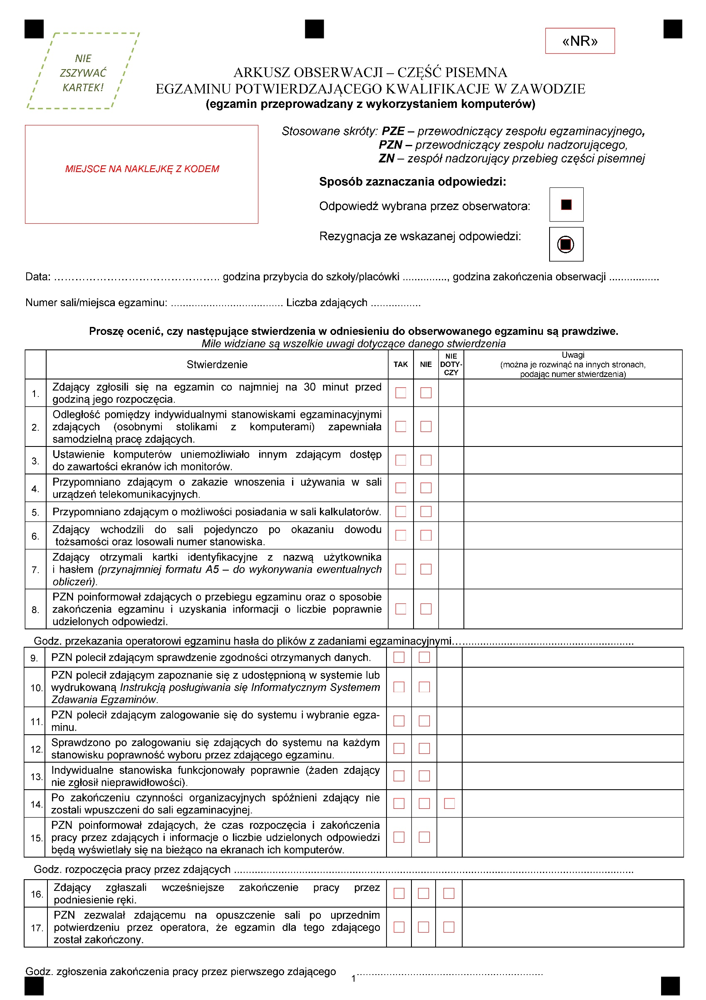 NIE
ZSZYWAĆ
KARTEK!
«NR»
ARKUSZ OBSERWACJI – CZĘŚĆ PISEMNA
EGZAMINU POTWIERDZAJĄCEGO KWALIFIKACJE W ZAWODZIE
(egzamin przeprowadzany z wykorzystaniem komputerów)
MIEJSCE NA NAKLEJKĘ Z KODEM
Stosowane skróty: PZE – przewodniczący zespołu egzaminacyjnego,
PZN – przewodniczący zespołu nadzorującego,
ZN – zespół nadzorujący przebieg części pisemnej
Sposób zaznaczania odpowiedzi:
Odpowiedź wybrana przez obserwatora:
Rezygnacja ze wskazanej odpowiedzi:
Data: ……………………………………….. godzina przybycia do szkoły/placówki ..............., godzina zakończenia obserwacji .................
Numer sali/miejsca egzaminu: ...................................... Liczba zdających .................
Proszę ocenić, czy następujące stwierdzenia w odniesieniu do obserwowanego egzaminu są prawdziwe.
Mile widziane są wszelkie uwagi dotyczące danego stwierdzenia
Stwierdzenie
TAK
NIE
NIE
DOTY-
CZY
Uwagi
(można je rozwinąć na innych stronach,
podając numer stwierdzenia)
1.
Zdający zgłosili się na egzamin co najmniej na 30 minut przed
godziną jego rozpoczęcia.
2.
Odległość pomiędzy indywidualnymi stanowiskami egzaminacyjnymi
zdających (osobnymi stolikami z komputerami) zapewniała
samodzielną pracę zdających.
3.
Ustawienie komputerów uniemożliwiało innym zdającym dostęp
do zawartości ekranów ich monitorów.
4.
Przypomniano zdającym o zakazie wnoszenia i używania w sali
urządzeń telekomunikacyjnych.
5.
Przypomniano zdającym o możliwości posiadania w sali kalkulatorów.
6.
Zdający wchodzili do sali pojedynczo po okazaniu dowodu
tożsamości oraz losowali numer stanowiska.
7.
Zdający otrzymali kartki identyfikacyjne z nazwą użytkownika
i hasłem (przynajmniej formatu A5 – do wykonywania ewentualnych
obliczeń).
8.
PZN poinformował zdających o przebiegu egzaminu oraz o sposobie
zakończenia egzaminu i uzyskania informacji o liczbie poprawnie
udzielonych odpowiedzi.
Godz. przekazania operatorowi egzaminu hasła do plików z zadaniami egzaminacyjnymi…..........................................................
9.
PZN polecił zdającym sprawdzenie zgodności otrzymanych danych.
10.
PZN polecił zdającym zapoznanie się z udostępnioną w systemie lub
wydrukowaną Instrukcją posługiwania się Informatycznym Systemem
Zdawania Egzaminów.
11.
PZN polecił zdającym zalogowanie się do systemu i wybranie egza-
minu.
12.
Sprawdzono po zalogowaniu się zdających do systemu na każdym
stanowisku poprawność wyboru przez zdającego egzaminu.
13.
Indywidualne stanowiska funkcjonowały poprawnie (żaden zdający
nie zgłosił nieprawidłowości).
14.
Po zakończeniu czynności organizacyjnych spóźnieni zdający nie
zostali wpuszczeni do sali egzaminacyjnej.
15.
PZN poinformował zdających, że czas rozpoczęcia i zakończenia
pracy przez zdających i informacje o liczbie udzielonych odpowiedzi
będą wyświetlały się na bieżąco na ekranach ich komputerów.
Godz. rozpoczęcia pracy przez zdających ........................................................................................................................................
16.
Zdający zgłaszali wcześniejsze zakończenie pracy przez
podniesienie ręki.
17.
PZN zezwalał zdającemu na opuszczenie sali po uprzednim
potwierdzeniu przez operatora, że egzamin dla tego zdającego
został zakończony.
Godz. zgłoszenia zakończenia pracy przez pierwszego zdającego ...............................................................
1